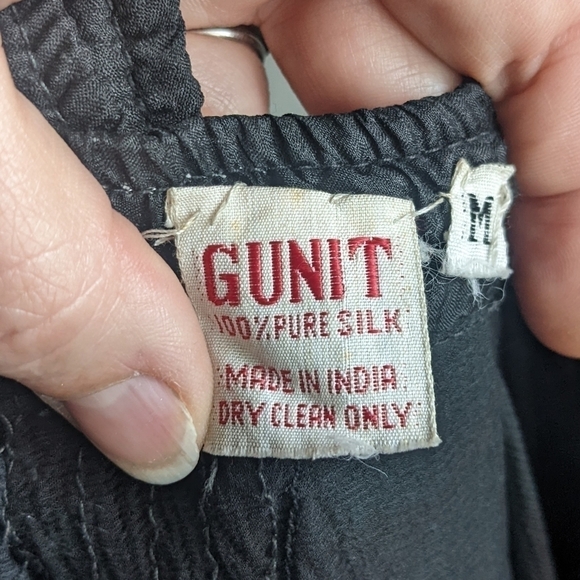 GUNIT
100% PURE SILK
MADE IN INDIA
DRY CLEAN ONLY